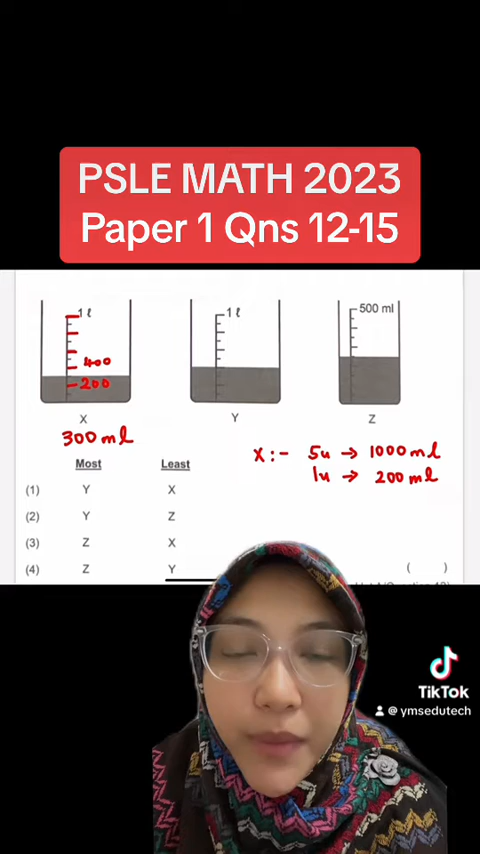 PSLE MATH 2023
Paper 1 Qns 12-15
1 ℓ
400
200
X
300 ml
1 ℓ
Y
500 ml
Z
X:- 5u → 1000 ml
1u → 200 ml
Most Least
(1) Y X
(2) Y Z
(3) Z X
(4) Z Y
( )
TikTok
@ ymsedutech